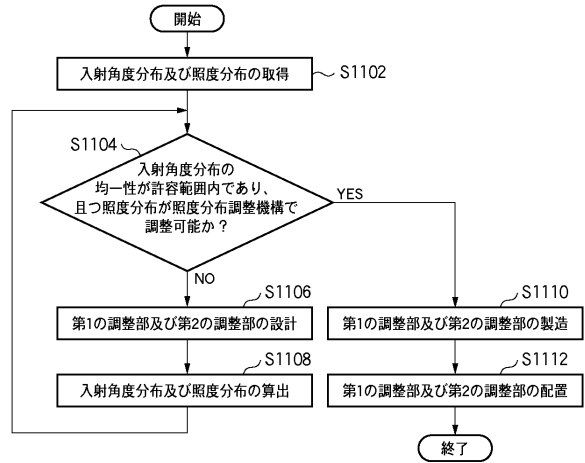 開始
入射角度分布及び照度分布の取得
S1102
S1104
入射角度分布の
均一性が許容範囲内であり、
且つ照度分布が照度分布調整機構で
調整可能か?
YES
NO
S1106
第1の調整部及び第2の調整部の設計
S1108
入射角度分布及び照度分布の算出
S1110
第1の調整部及び第2の調整部の製造
S1112
第1の調整部及び第2の調整部の配置
終了